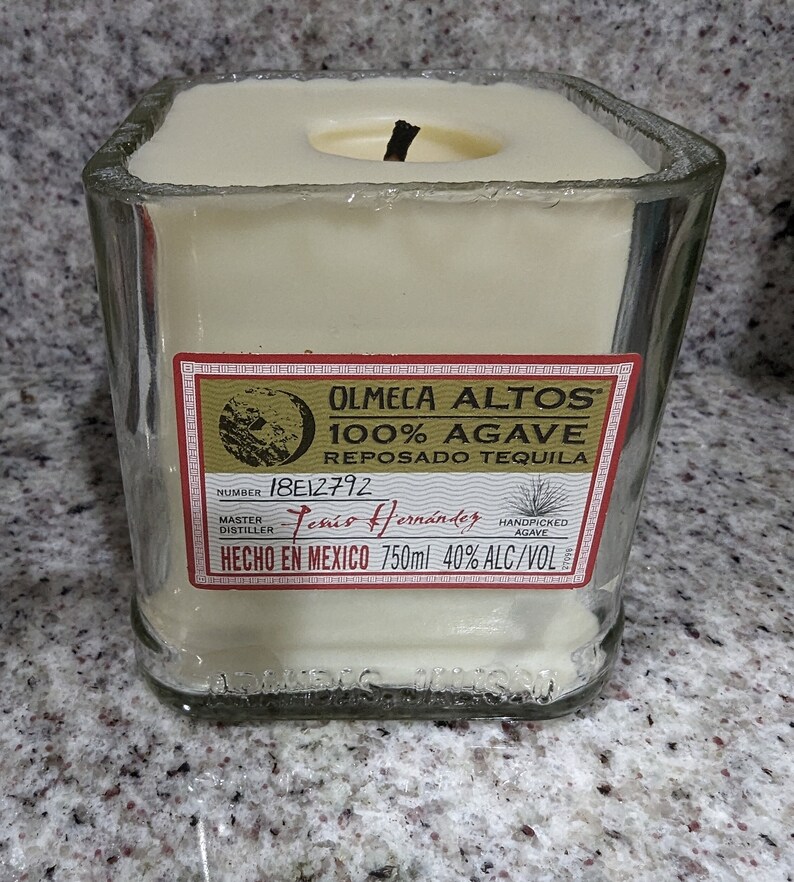 OLMECA ALTOS
100% AGAVE
REPOSADO TEQUILA
NUMBER 18E12792
MASTER DISTILLER Jesús Hernández
HANDPICKED AGAVE
HECHO EN MEXICO 750ml 40% ALC/VOL
27098